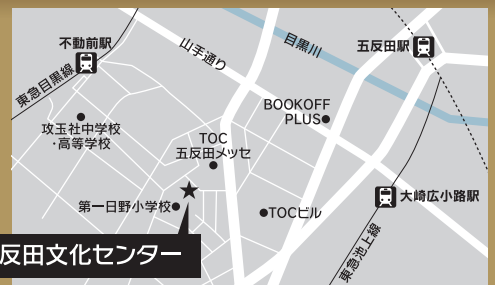 不動前駅
東急目黒線
山手通り
目黒川
五反田駅
攻玉社中学校
・高等学校
BOOKOFF
PLUS
TOC
五反田メッセ
第一日野小学校
TOCビル
大崎広小路駅
東急池上線
反田文化センター